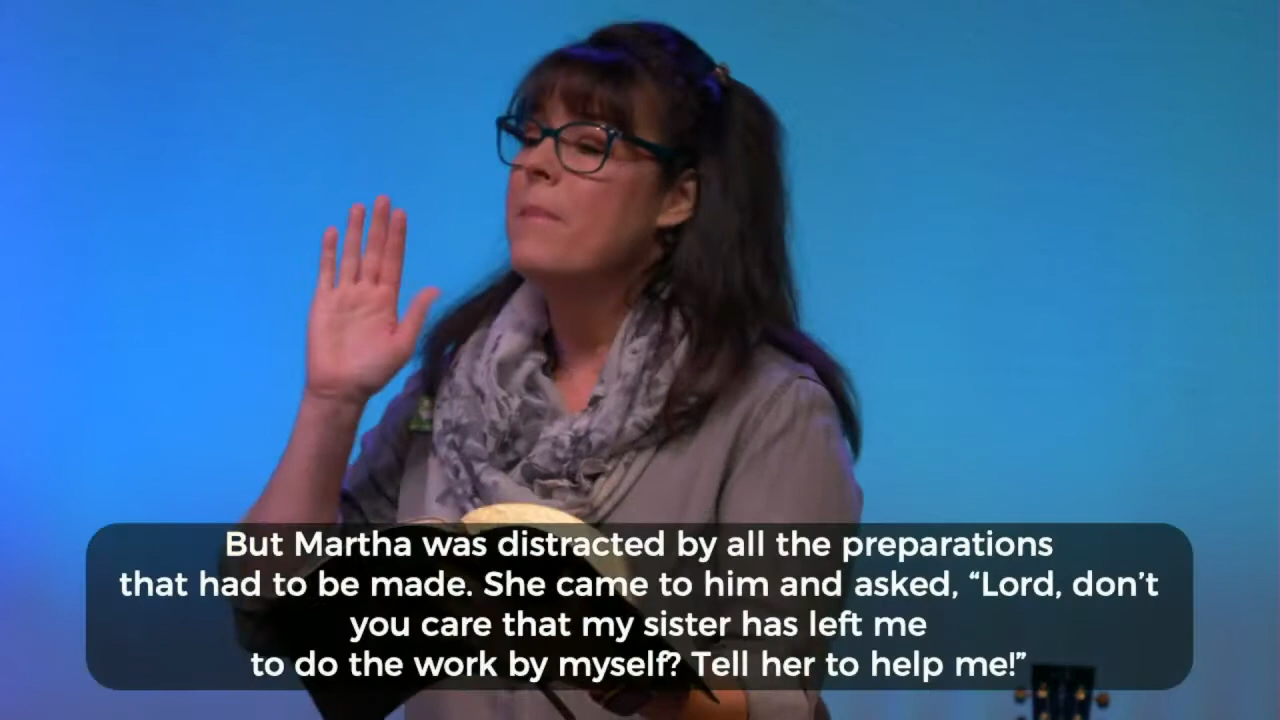 But Martha was distracted by all the preparations
that had to be made. She came to him and asked, “Lord, don’t
you care that my sister has left me
to do the work by myself? Tell her to help me!”